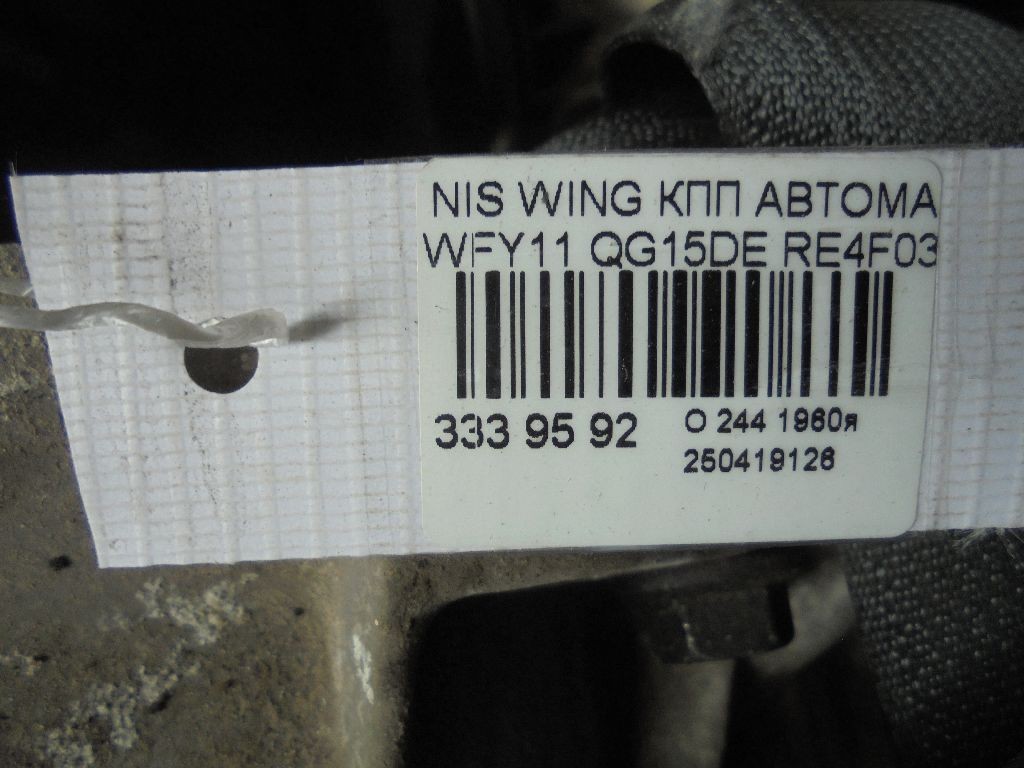 NIS WING КПП АВТОМА
WFY11 QG15DE RE4F03
333 95 92
О 244 1960я
250419126